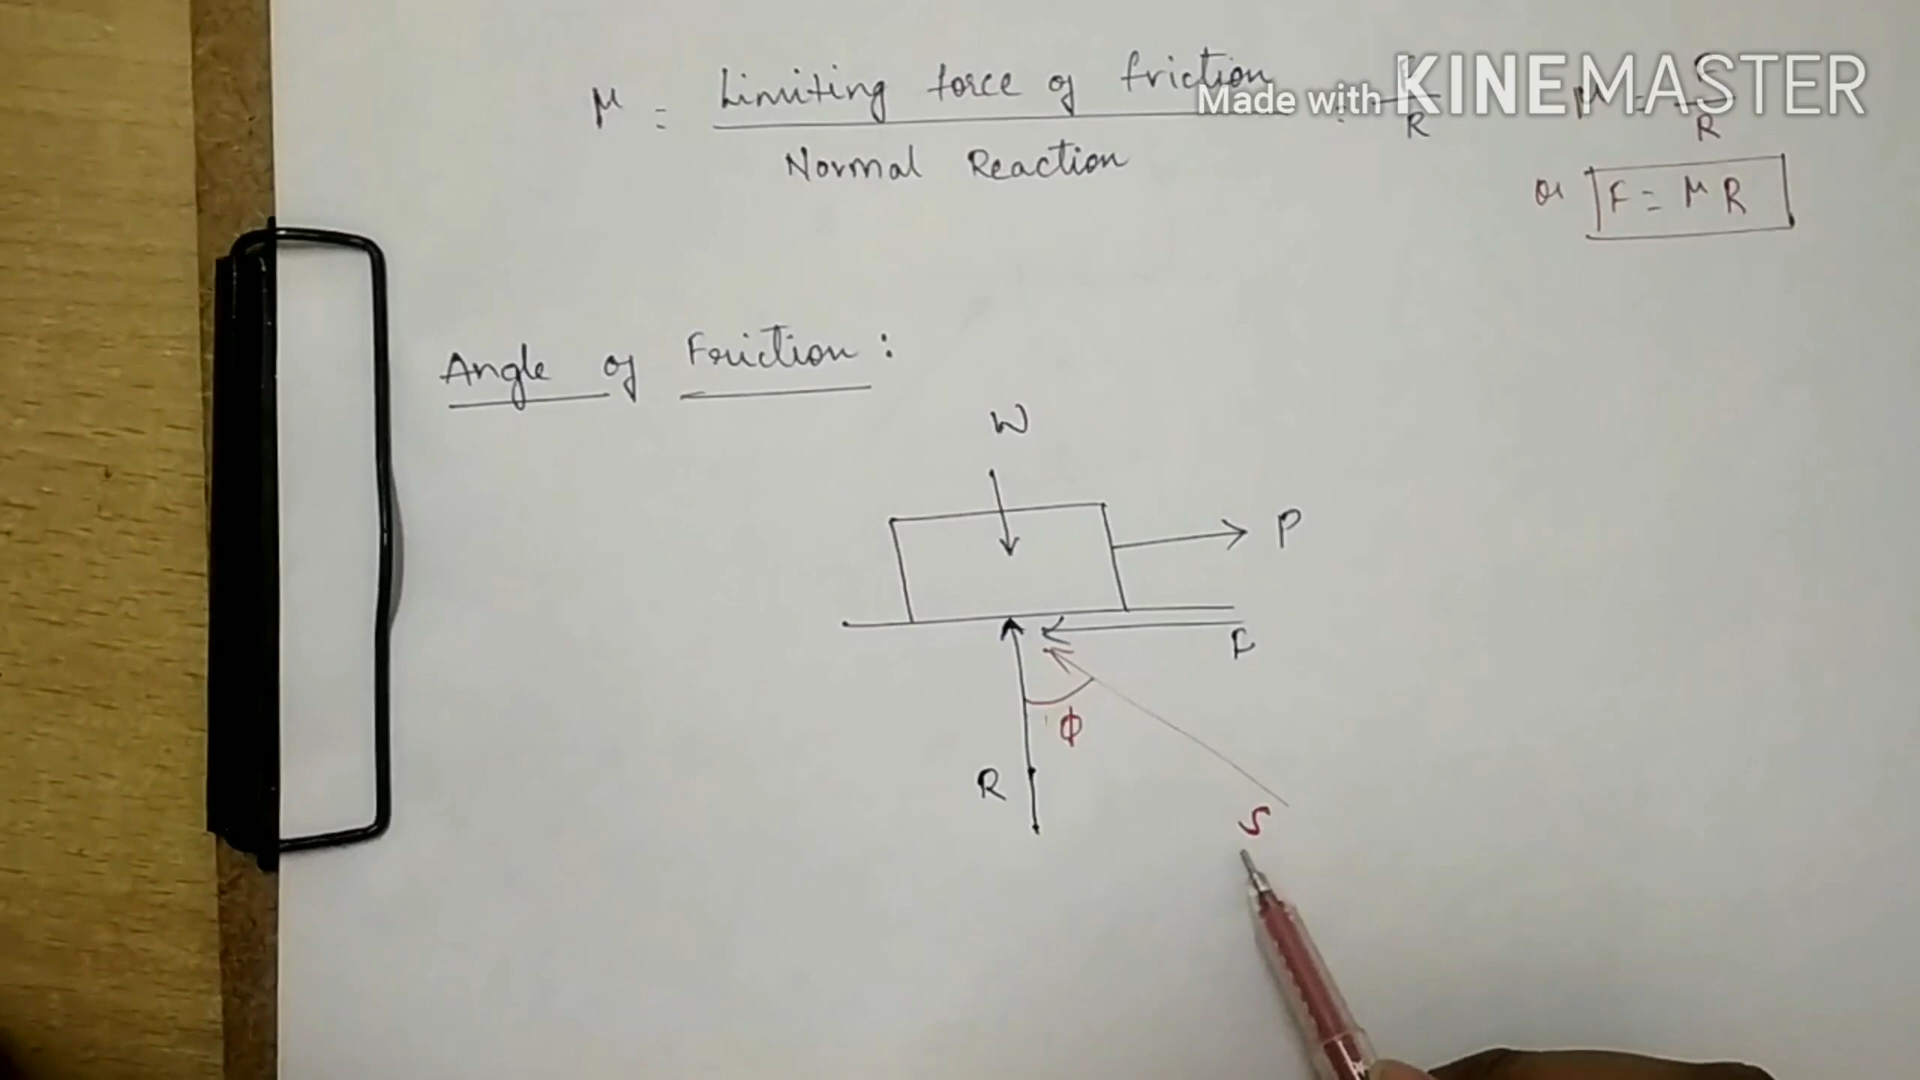 μ = Limiting force of friction
Normal Reaction
R
μ =
R
Made with KINEMASTER
or F = μR
Angle of Friction :
W
P
F
φ
R
S